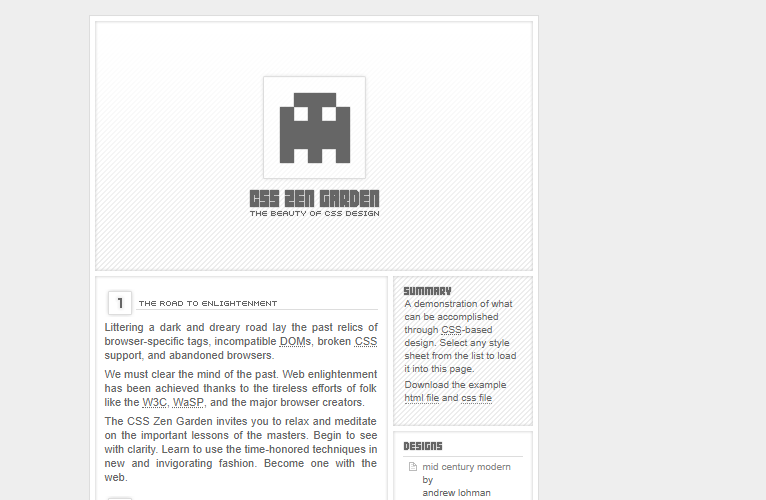 CSS ZEN GARDEN
THE BEAUTY OF CSS DESIGN
1 THE ROAD TO ENLIGHTENMENT
Littering a dark and dreary road lay the past relics of
browser-specific tags, incompatible DOMs, broken CSS
support, and abandoned browsers.
We must clear the mind of the past. Web enlightenment
has been achieved thanks to the tireless efforts of folk
like the W3C, WaSP, and the major browser creators.
The CSS Zen Garden invites you to relax and meditate
on the important lessons of the masters. Begin to see
with clarity. Learn to use the time-honored techniques in
new and invigorating fashion. Become one with the
web.
SUMMARY
A demonstration of what
can be accomplished
through CSS-based
design. Select any style
sheet from the list to load
it into this page.
Download the example
html file and css file
DESIGNS
mid century modern
by
andrew lohman